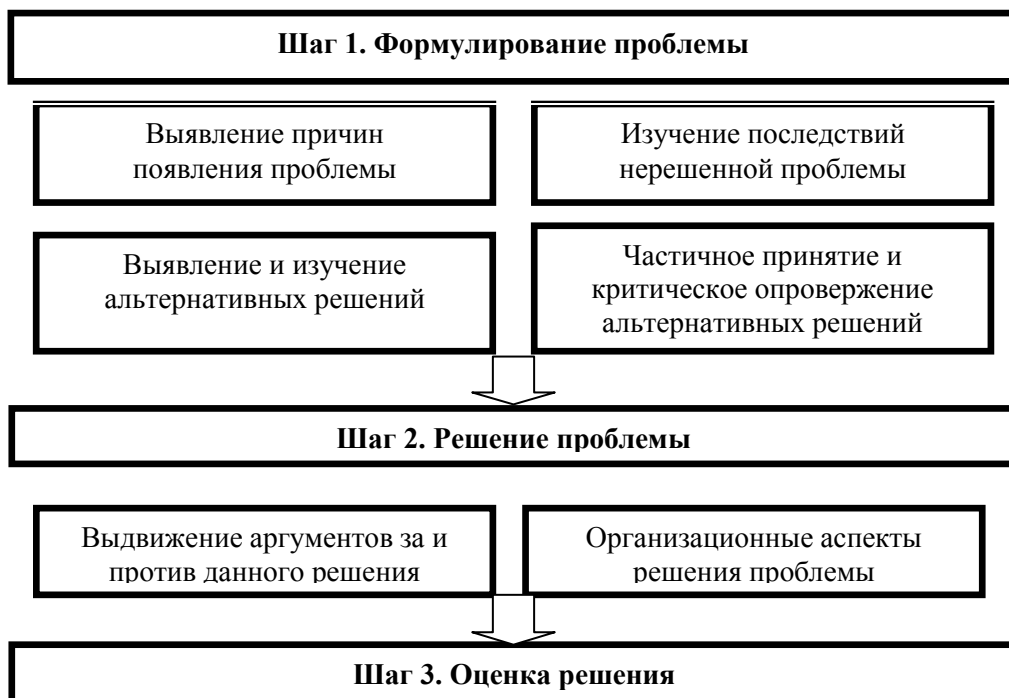 Шаг 1. Формулирование проблемы
Выявление причин
появления проблемы
Изучение последствий
нерешенной проблемы
Выявление и изучение
альтернативных решений
Частичное принятие и
критическое опровержение
альтернативных решений
Шаг 2. Решение проблемы
Выдвижение аргументов за и
против данного решения
Организационные аспекты
решения проблемы
Шаг 3. Оценка решения